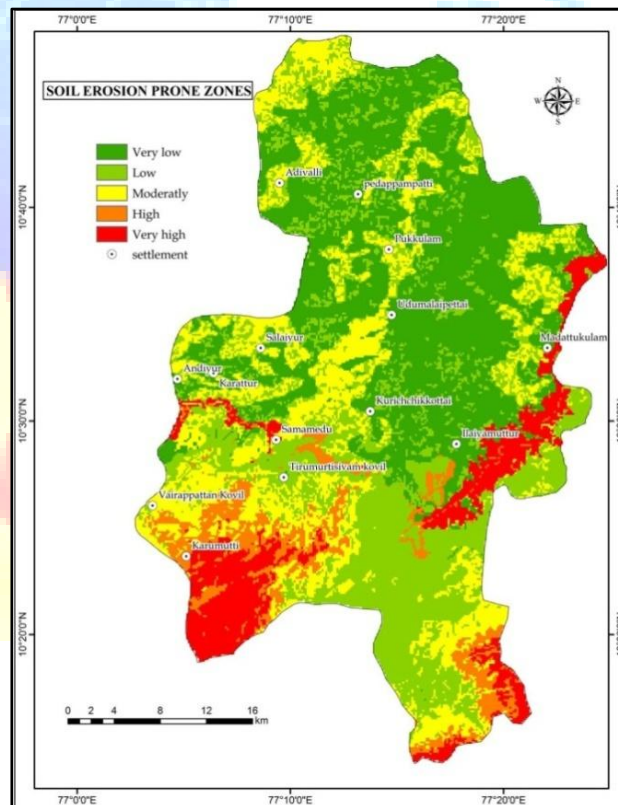 77°0'0"E
77°10'0"E
77°20'0"E
SOIL EROSION PRONE ZONES
N
W E
S
Very low
Low
Moderatly
High
Very high
settlement
Adivalli
pedappampatti
10°40'0"N
Pukkulam
Udumalaipettai
Salaiyur
Madattukulam
Andiyur
Karattur
Kurichchikkottai
10°30'0"N
Samamedu
Ilaiyamuttur
Tirumurtisivam kovil
Vairappattan Kovil
Karumutti
10°20'0"N
0 2 4 8 12 16
km
77°0'0"E
77°10'0"E
77°20'0"E